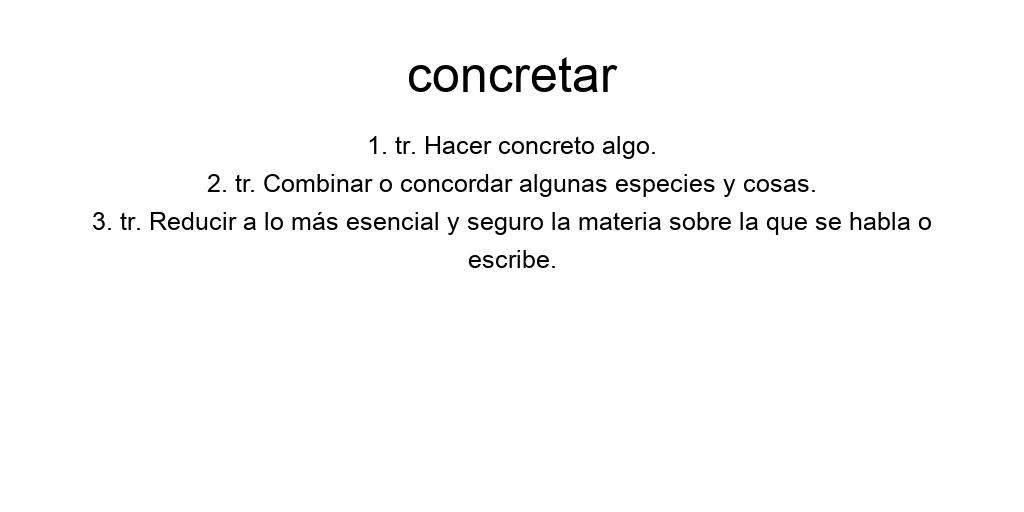 concretar
1. tr. Hacer concreto algo.
2. tr. Combinar o concordar algunas especies y cosas.
3. tr. Reducir a lo más esencial y seguro la materia sobre la que se habla o
escribe.